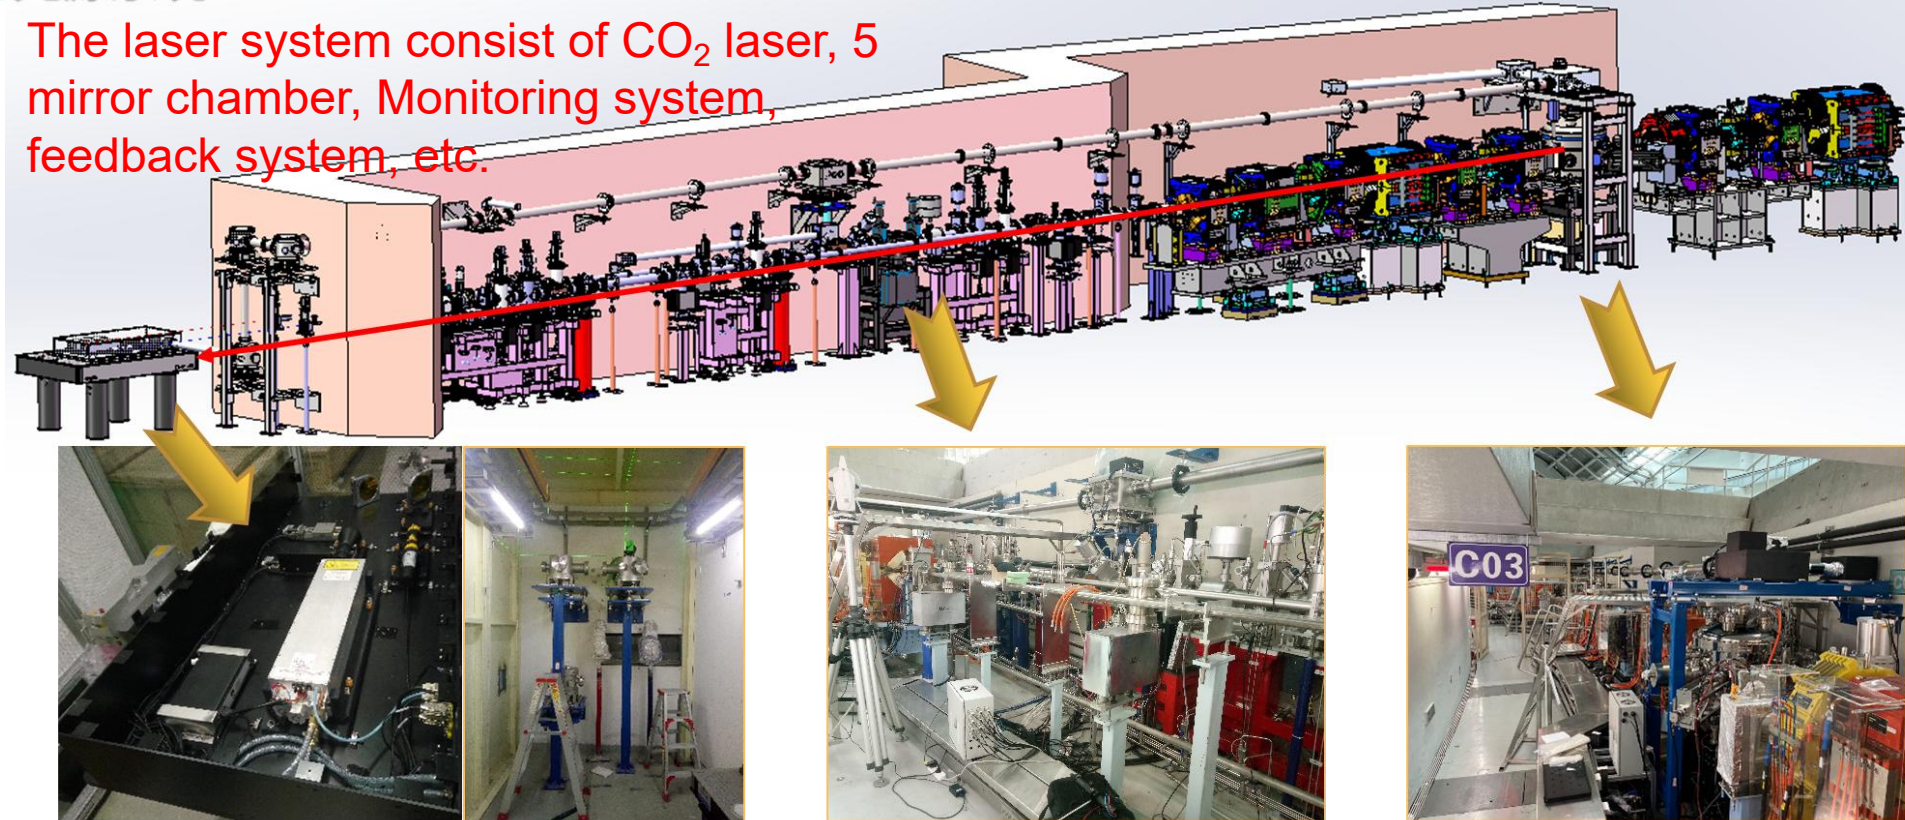 The laser system consist of CO₂ laser, 5
mirror chamber, Monitoring system,
feedback system, etc.
C03